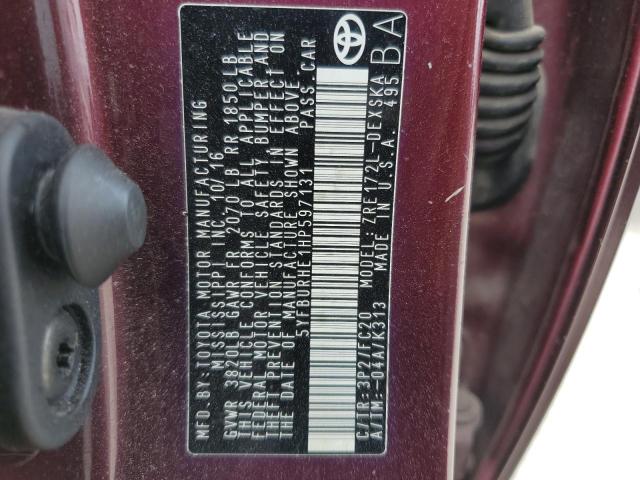 MFD. BY: TOYOTA MOTOR MANUFACTURING
MISSISSIPPI INC. 10/16
GVWR 3820LB GAWR FR 2070 LB RR 1850LB
THIS VEHICLE CONFORMS TO ALL APPLICABLE
FEDERAL MOTOR VEHICLE SAFETY BUMPER AND
THEFT PREVENTION STANDARDS IN EFFECT ON
THE DATE OF MANUFACTURE SHOWN ABOVE.
5YFBURHE1HP597131 PASS.CAR
C/TR:3R2/FC20 MODEL:ZRE172L-DEXSKA
A/TM:-04A/K313 MADE IN U.S.A. 495
BA